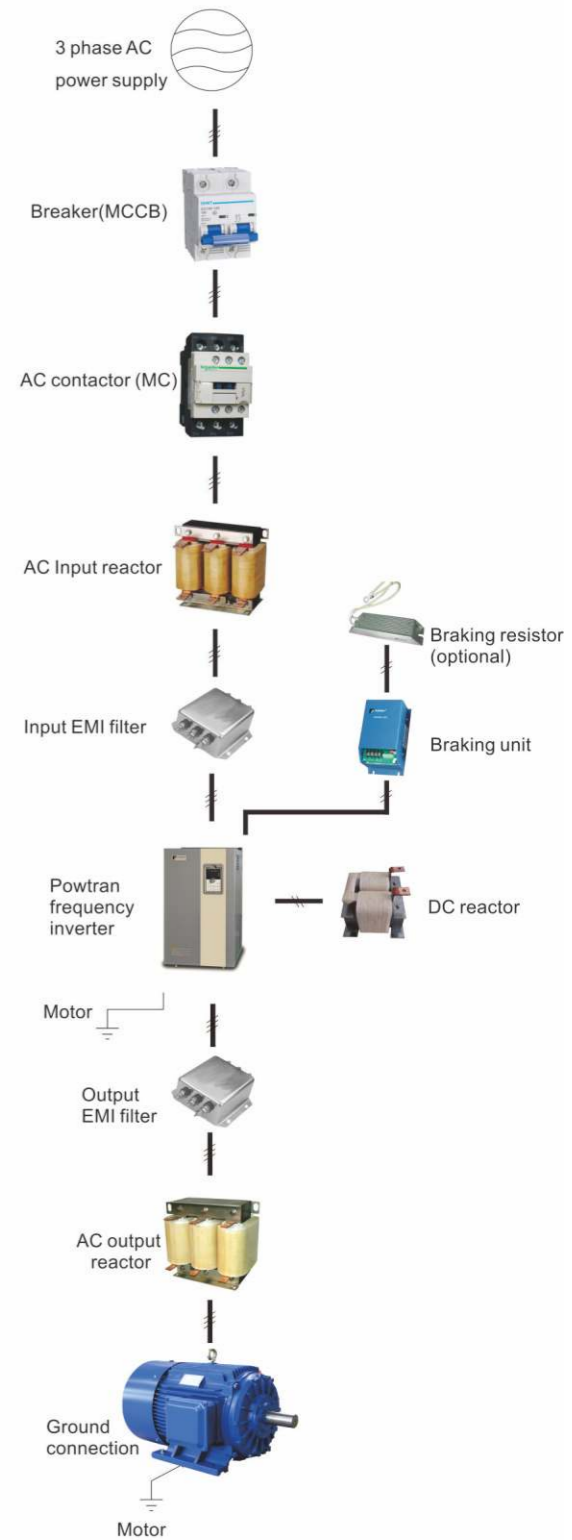 3 phase AC
power supply
Breaker(MCCB)
AC contactor (MC)
AC Input reactor
Braking resistor
(optional)
Input EMI filter
Braking unit
Powtran
frequency
inverter
DC reactor
Motor
Output
EMI filter
AC output
reactor
Ground
connection
Motor